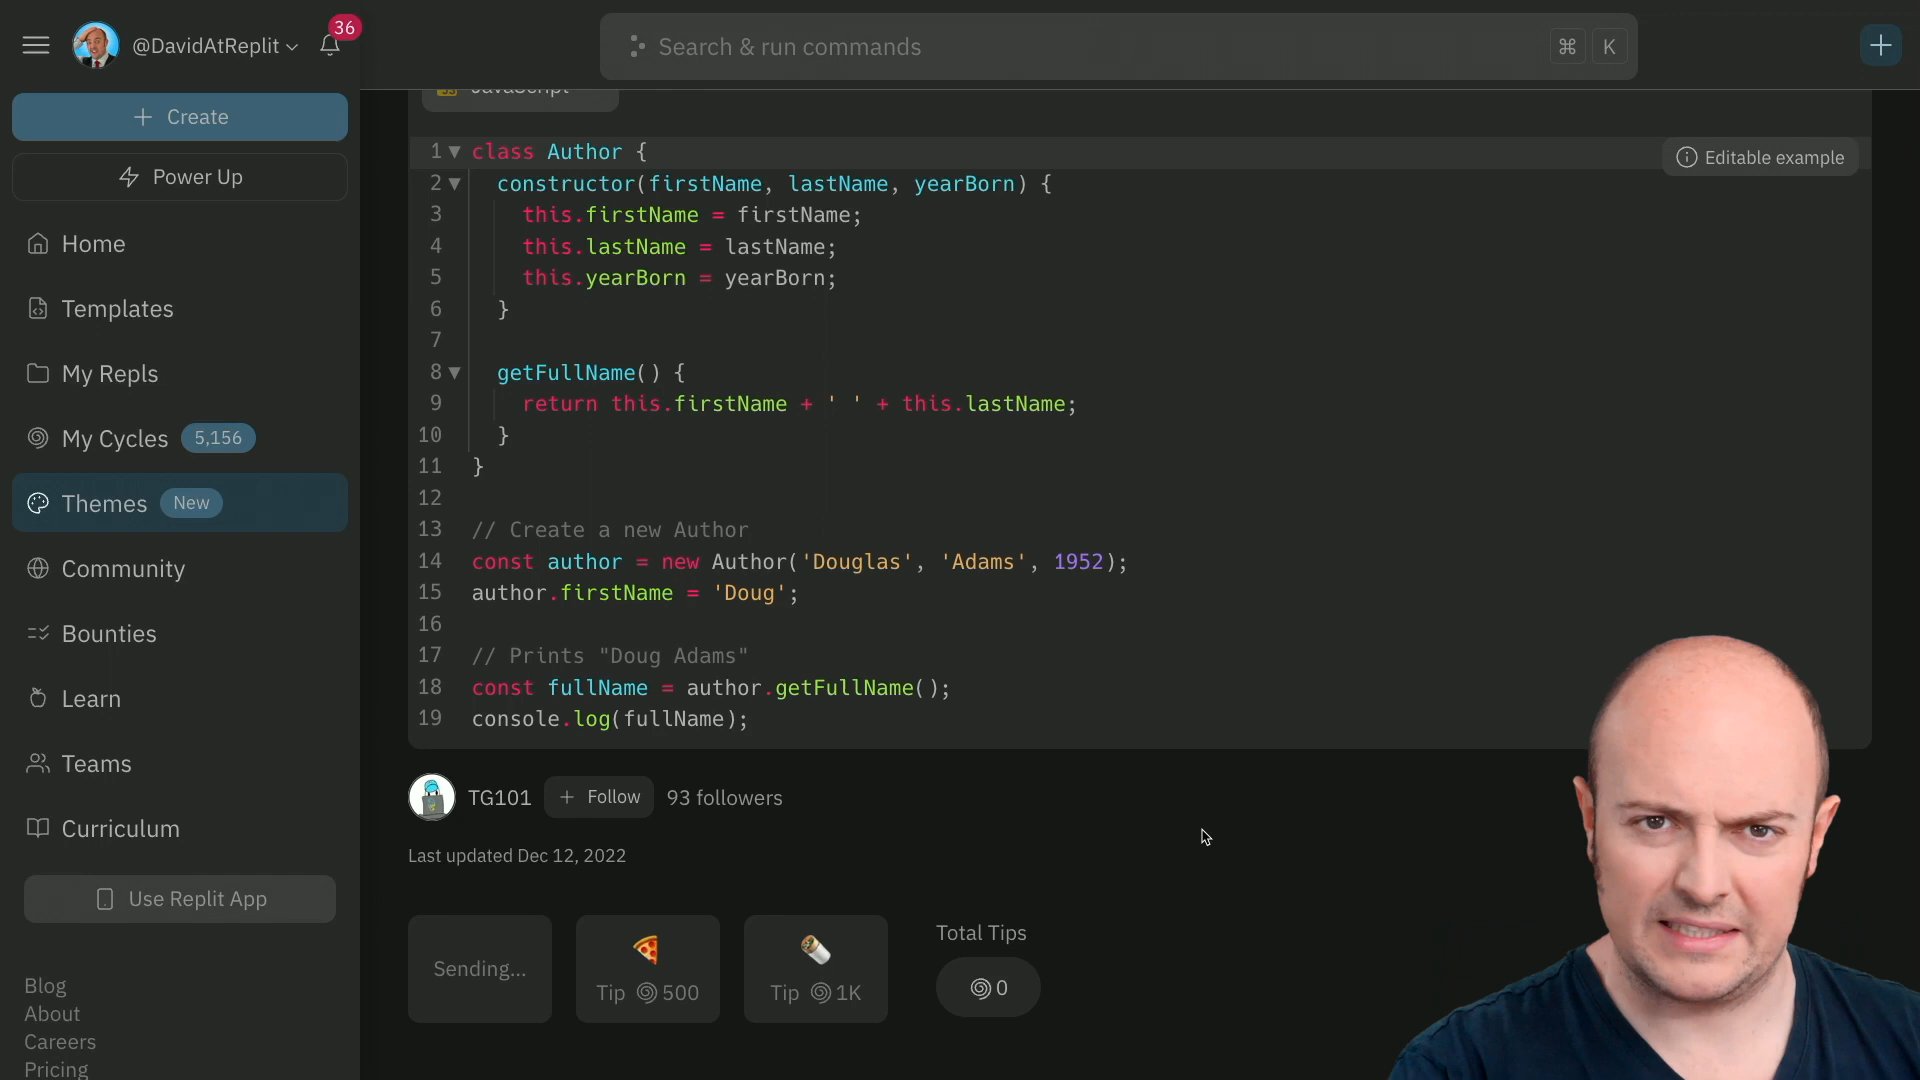 @DavidAtReplit
36
Search & run commands
⌘ K
Create
Power Up
Home
Templates
My Repls
My Cycles 5,156
Themes New
Community
Bounties
Learn
Teams
Curriculum
Use Replit App
Blog
About
Careers
Pricing
JavaScript
Editable example
1 class Author {
2 constructor(firstName, lastName, yearBorn) {
3 this.firstName = firstName;
4 this.lastName = lastName;
5 this.yearBorn = yearBorn;
6 }
7
8 getFullName() {
9 return this.firstName + ' ' + this.lastName;
10 }
11 }
12
13 // Create a new Author
14 const author = new Author('Douglas', 'Adams', 1952);
15 author.firstName = 'Doug';
16
17 // Prints "Doug Adams"
18 const fullName = author.getFullName();
19 console.log(fullName);
TG101
Follow
93 followers
Last updated Dec 12, 2022
Sending...
Tip 500
Tip 1K
Total Tips
0